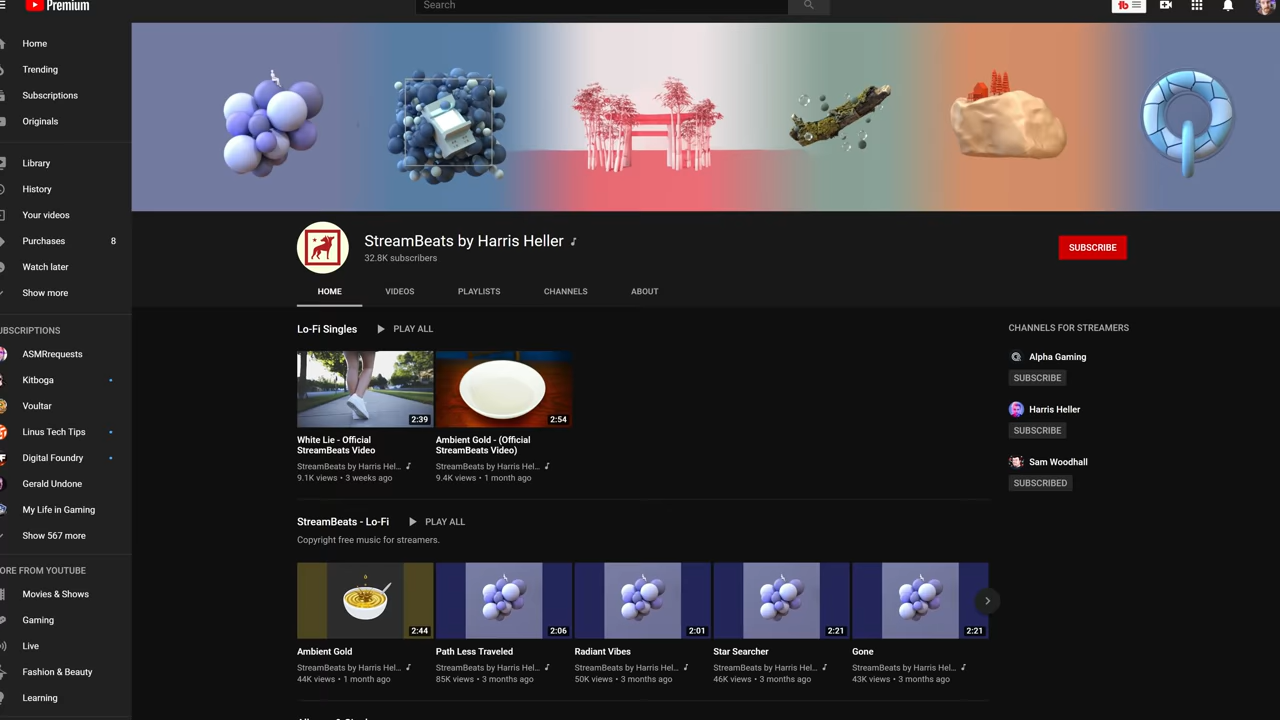 Premium
Search
Home
Trending
Subscriptions
Originals
Library
History
Your videos
Purchases 8
Watch later
Show more
UBSCRIPTIONS
ASMRrequests
Kitboga
Voultar
Linus Tech Tips
Digital Foundry
Gerald Undone
My Life in Gaming
Show 567 more
ORE FROM YOUTUBE
Movies & Shows
Gaming
Live
Fashion & Beauty
Learning
StreamBeats by Harris Heller
32.8K subscribers
SUBSCRIBE
HOME VIDEOS PLAYLISTS CHANNELS ABOUT
Lo-Fi Singles PLAY ALL
2:39 2:54
White Lie - Official
StreamBeats Video
StreamBeats by Harris Hel...
9.1K views • 3 weeks ago
Ambient Gold - (Official
StreamBeats Video)
StreamBeats by Harris Hel...
9.4K views • 1 month ago
StreamBeats - Lo-Fi PLAY ALL
Copyright free music for streamers.
2:44 2:06 2:01 2:21 2:21
Ambient Gold
StreamBeats by Harris Hel...
44K views • 1 month ago
Path Less Traveled
StreamBeats by Harris Hel...
85K views • 3 months ago
Radiant Vibes
StreamBeats by Harris Hel...
50K views • 3 months ago
Star Searcher
StreamBeats by Harris Hel...
46K views • 3 months ago
Gone
StreamBeats by Harris Hel...
43K views • 3 months ago
CHANNELS FOR STREAMERS
Alpha Gaming
SUBSCRIBE
Harris Heller
SUBSCRIBE
Sam Woodhall
SUBSCRIBED